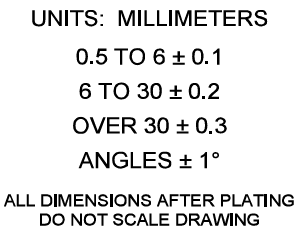 UNITS: MILLIMETERS
0.5 TO 6 ± 0.1
6 TO 30 ± 0.2
OVER 30 ± 0.3
ANGLES ± 1°
ALL DIMENSIONS AFTER PLATING
DO NOT SCALE DRAWING